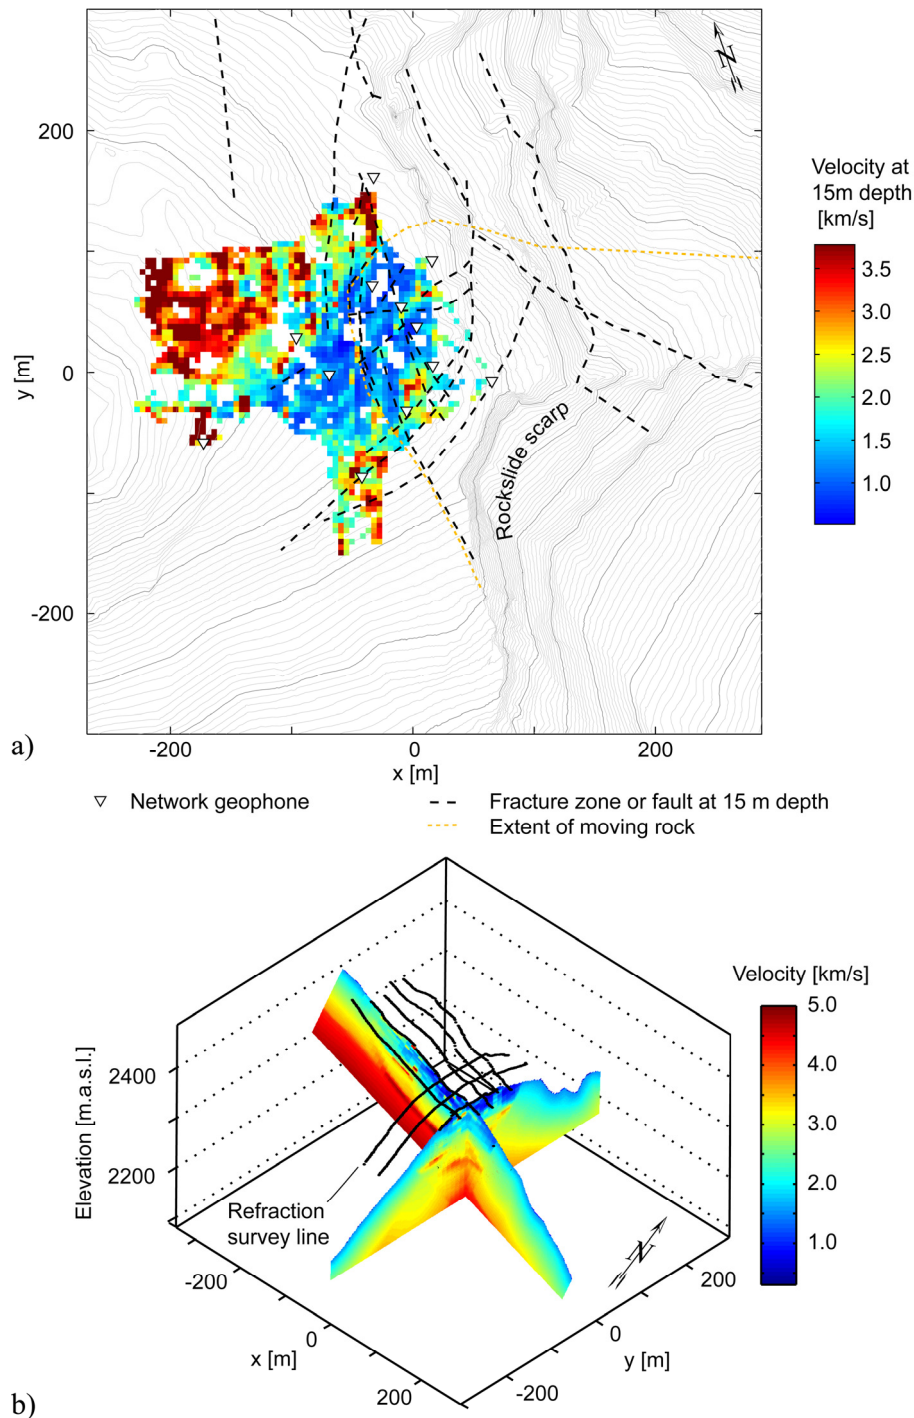 N
200
100
0
-200
y [m]
-200
0
200
x [m]
Rockslide scarp
Velocity at
15m depth
[km/s]
3.5
3.0
2.5
2.0
1.5
1.0
a)
Network geophone
Fracture zone or fault at 15 m depth
Extent of moving rock
Velocity [km/s]
5.0
4.0
3.0
2.0
1.0
2400
2200
Elevation [m.a.s.l.]
Refraction
survey line
N
-200
0
200
x [m]
200
0
-200
y [m]
b)